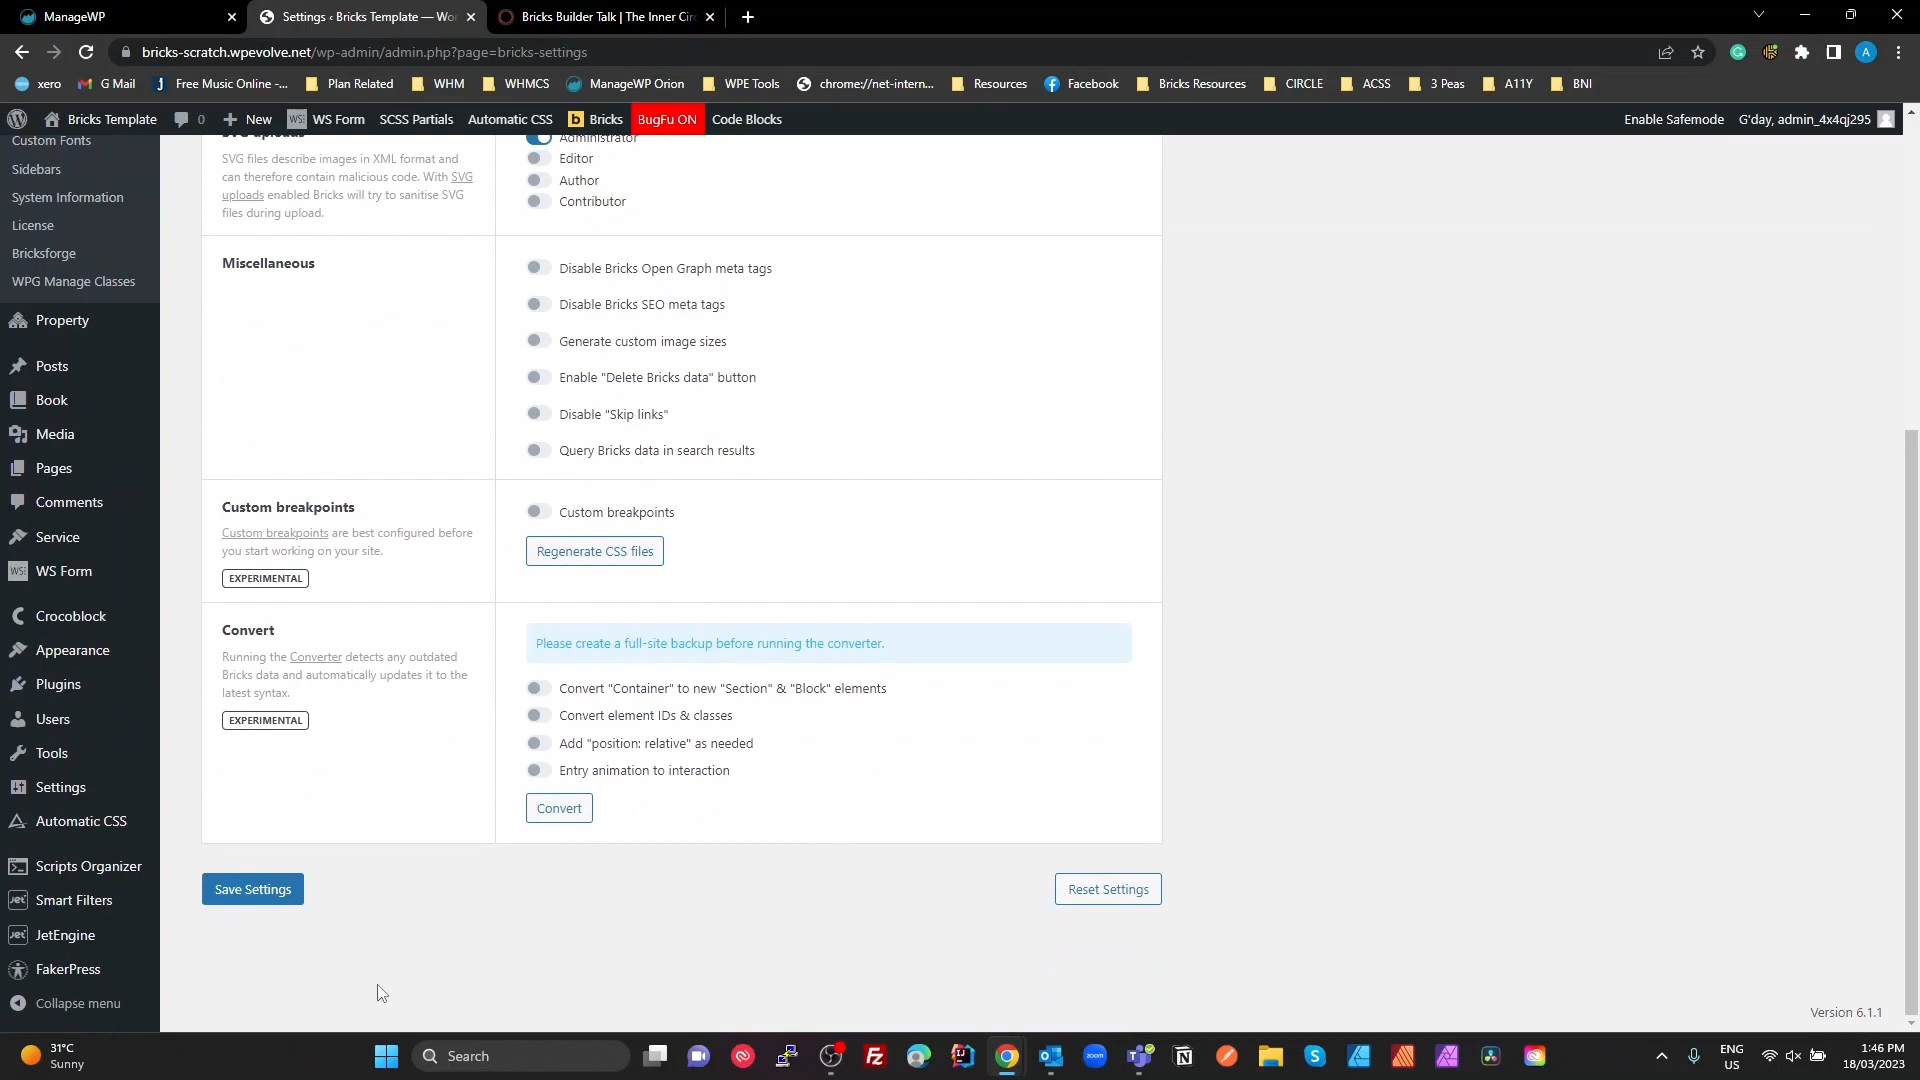 ManageWP
Settings ‹ Bricks Template — Wo
Bricks Builder Talk | The Inner Cir
bricks-scratch.wpevolve.net/wp-admin/admin.php?page=bricks-settings
A
xero
G Mail
Free Music Online -...
Plan Related
WHM
WHMCS
ManageWP Orion
WPE Tools
chrome://net-intern...
Resources
Facebook
Bricks Resources
CIRCLE
ACSS
3 Peas
A11Y
BNI
Bricks Template
0
New
WS Form
SCSS Partials
Automatic CSS
Bricks
BugFu ON
Code Blocks
Enable Safemode
G'day, admin_4x4qj295
Custom Fonts
Sidebars
System Information
License
Bricksforge
WPG Manage Classes
Property
Posts
Book
Media
Pages
Comments
Service
WS Form
Crocoblock
Appearance
Plugins
Users
Tools
Settings
Automatic CSS
Scripts Organizer
Smart Filters
JetEngine
FakerPress
Collapse menu
SVG uploads
SVG files describe images in XML format and
can therefore contain malicious code. With SVG
uploads enabled Bricks will try to sanitise SVG
files during upload.
Administrator
Editor
Author
Contributor
Miscellaneous
Disable Bricks Open Graph meta tags
Disable Bricks SEO meta tags
Generate custom image sizes
Enable "Delete Bricks data" button
Disable "Skip links"
Query Bricks data in search results
Custom breakpoints
Custom breakpoints are best configured before
you start working on your site.
EXPERIMENTAL
Custom breakpoints
Regenerate CSS files
Convert
Running the Converter detects any outdated
Bricks data and automatically updates it to the
latest syntax.
EXPERIMENTAL
Please create a full-site backup before running the converter.
Convert "Container" to new "Section" & "Block" elements
Convert element IDs & classes
Add "position: relative" as needed
Entry animation to interaction
Convert
Save Settings
Reset Settings
Version 6.1.1
31°C
Sunny
Search
ENG
US
1:46 PM
18/03/2023